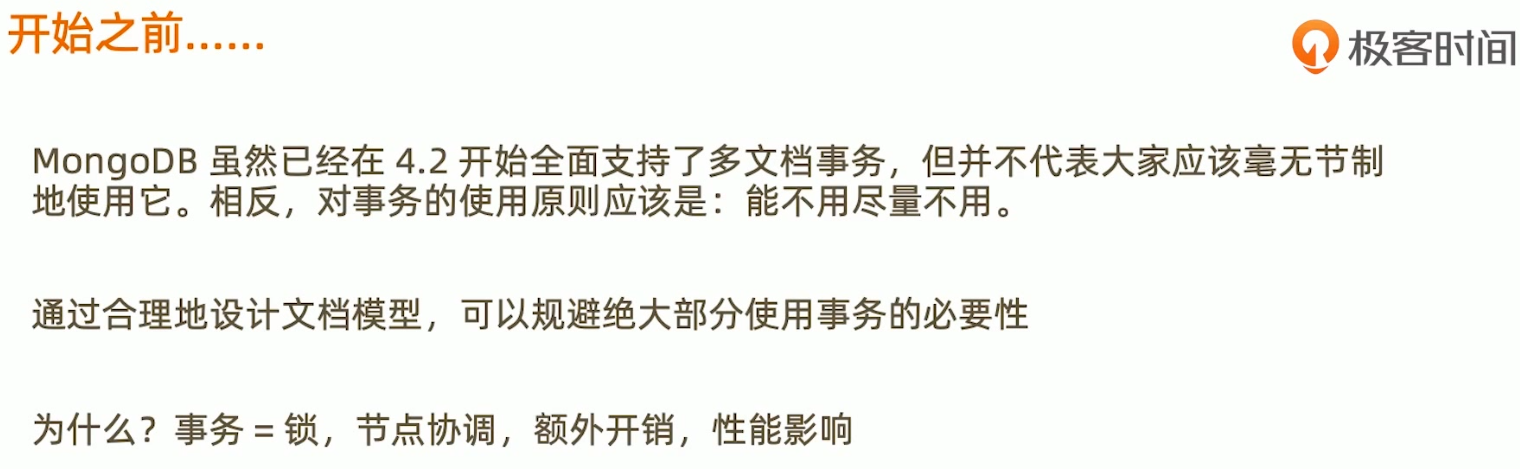 开始之前......
极客时间
MongoDB 虽然已经在 4.2 开始全面支持了多文档事务，但并不代表大家应该毫无节制
地使用它。相反，对事务的使用原则应该是：能不用尽量不用。
通过合理地设计文档模型，可以规避绝大部分使用事务的必要性
为什么？事务 = 锁，节点协调，额外开销，性能影响